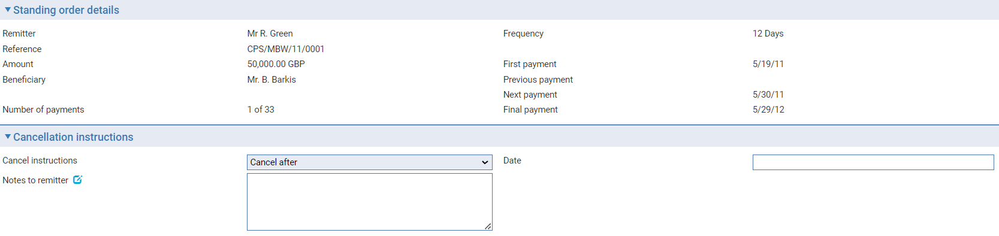 Standing order details
Remitter Mr R. Green Frequency 12 Days
Reference CPS/MBW/11/0001
Amount 50,000.00 GBP First payment 5/19/11
Beneficiary Mr. B. Barkis Previous payment
Next payment 5/30/11
Number of payments 1 of 33 Final payment 5/29/12
Cancellation instructions
Cancel instructions Cancel after Date
Notes to remitter